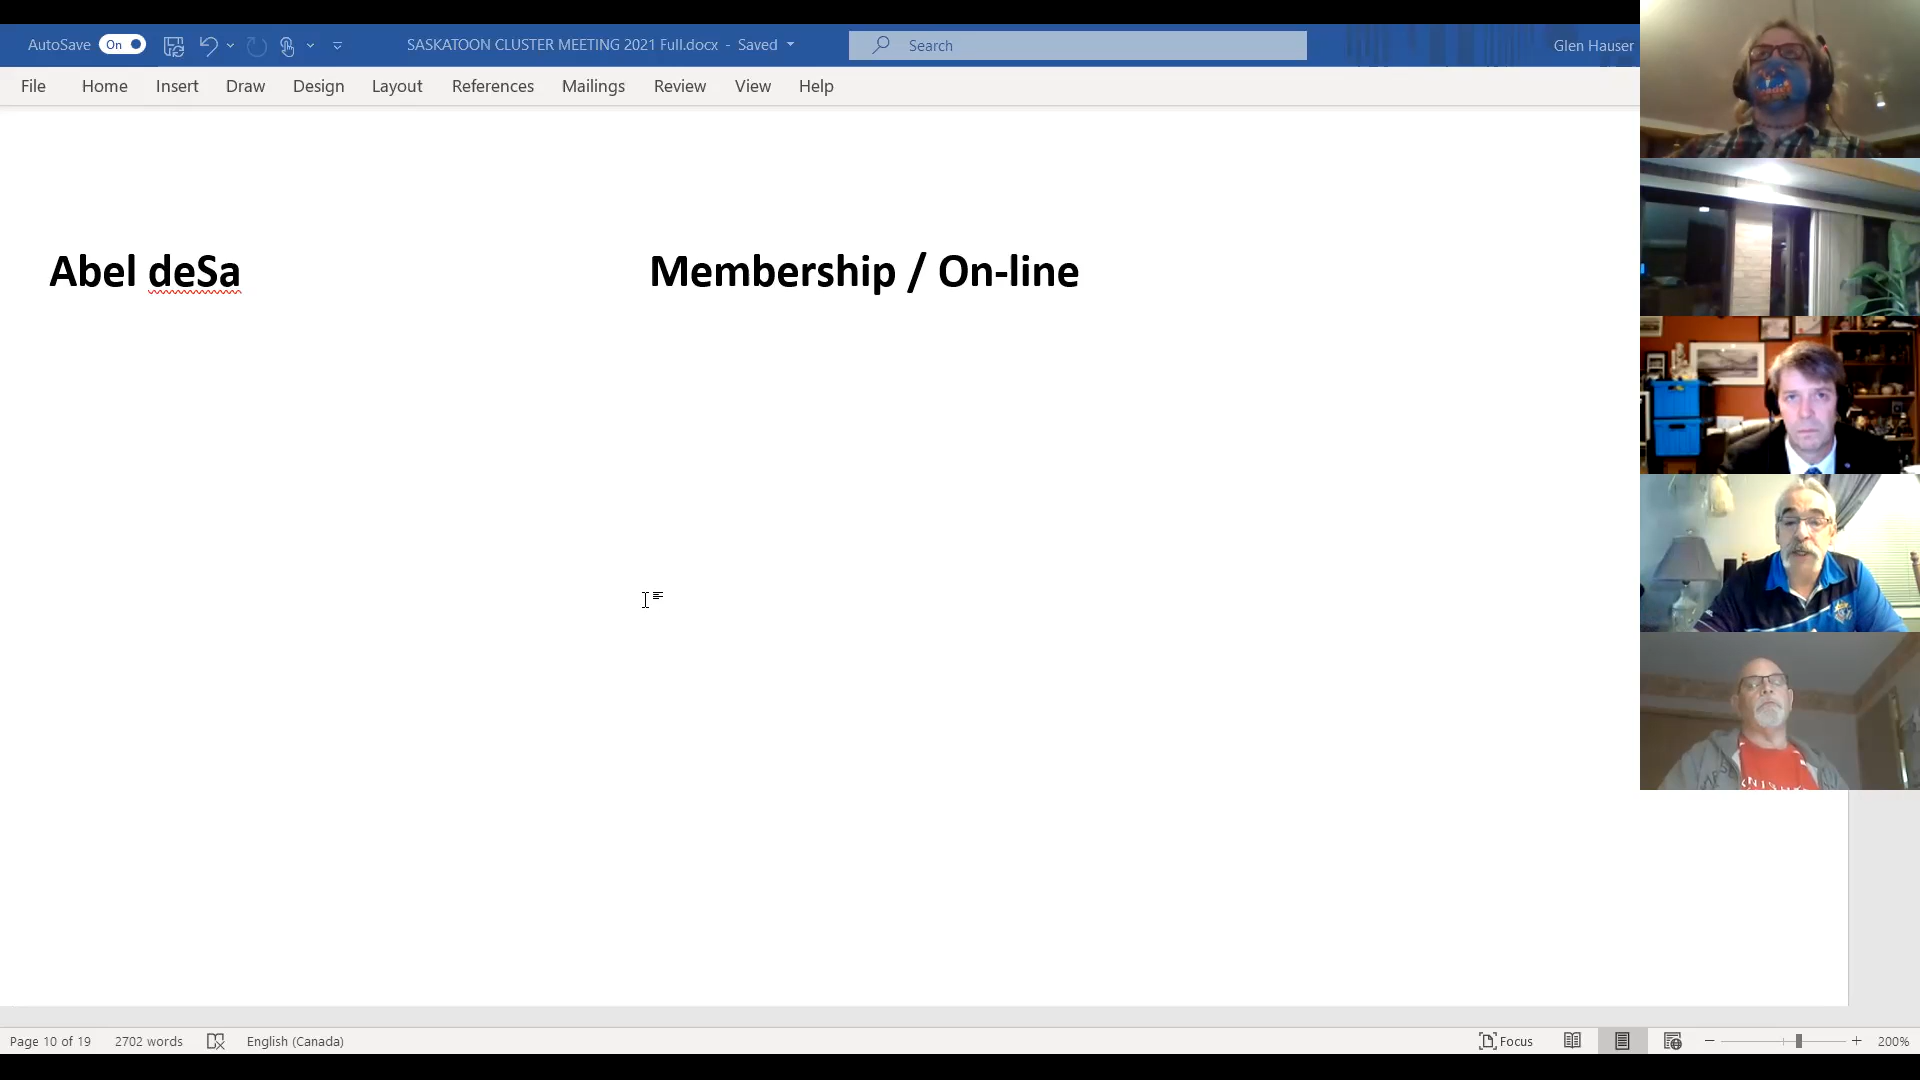 AutoSave On SASKATOON CLUSTER MEETING 2021 Full.docx - Saved Search Glen Hauser
File Home Insert Draw Design Layout References Mailings Review View Help
Abel deSa Membership / On-line
Page 10 of 19 2702 words English (Canada) Focus 200%